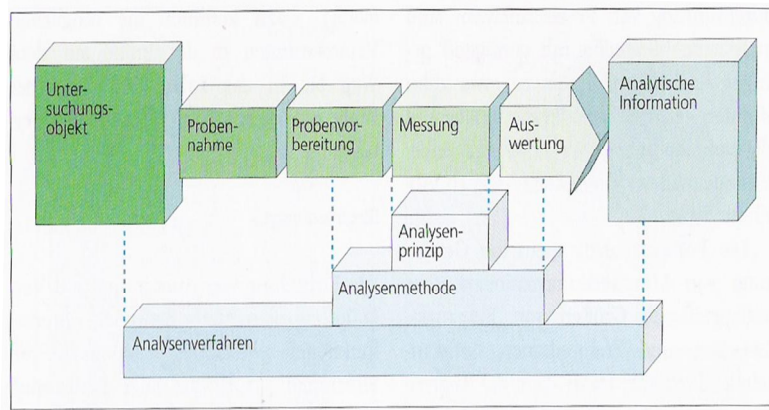 Unter-
suchungs-
objekt
Proben-
nahme
Probenvor-
bereitung
Messung
Aus-
wertung
Analytische
Information
Analysen-
prinzip
Analysenmethode
Analysenverfahren